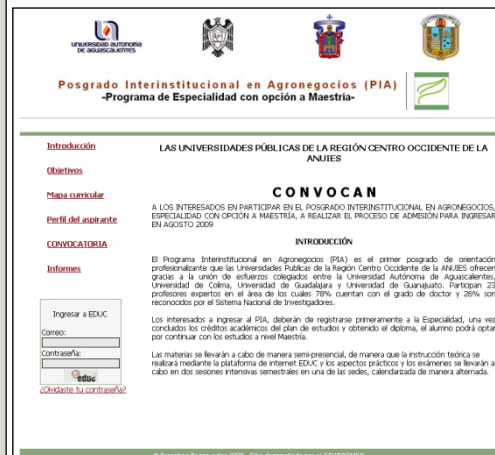 UNIVERSIDAD AUTONOMA
DE AGUASCALIENTES
Posgrado Interinstitucional en Agronegocios (PIA)
-Programa de Especialidad con opción a Maestría-
Introducción
Objetivos
Mapa curricular
Perfil del aspirante
CONVOCATORIA
Informes
Ingresar a EDUC
Correo:
Contraseña:
educ
¿Olvidaste tu contraseña?
LAS UNIVERSIDADES PÚBLICAS DE LA REGIÓN CENTRO OCCIDENTE DE LA
ANUIES
CONVOCAN
A LOS INTERESADOS EN PARTICIPAR EN EL POSGRADO INTERINSTITUCIONAL EN AGRONEGOCIOS,
ESPECIALIDAD CON OPCIÓN A MAESTRÍA, A REALIZAR EL PROCESO DE ADMISIÓN PARA INGRESAR
EN AGOSTO 2009
INTRODUCCIÓN
El Programa Interinstitucional en Agronegocios (PIA) es el primer posgrado de orientación
profesionalizante que las Universidades Publicas de la Región Centro Occidente de la ANUIES ofrecen
gracias a la unión de esfuerzos colegiados entre la Universidad Autónoma de Aguascalientes,
Universidad de Colima, Universidad de Guadalajara y Universidad de Guanajuato. Participan 23
profesores expertos en el área de los cuales 78% cuentan con el grado de doctor y 26% son
reconocidos por el Sistema Nacional de Investigadores.
Los interesados a ingresar al PIA, deberán de registrarse primeramente a la Especialidad, una vez
concluidos los créditos académicos del plan de estudios y obtenido el diploma, el alumno podrá optar
por continuar con los estudios a nivel Maestría.
Las materias se llevarán a cabo de manera semi-presencial, de manera que la instrucción teórica se
realizará mediante la plataforma de internet EDUC y los aspectos prácticos y los exámenes se llevarán a
cabo en dos sesiones intensivas semestrales en una de las sedes, calendarizada de manera alternada.